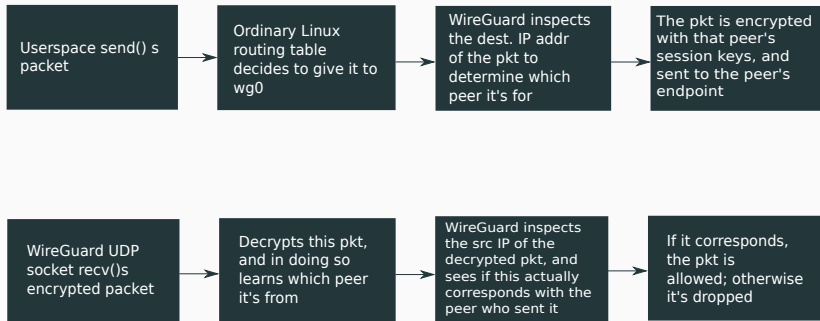 Userspace send() s
packet
Ordinary Linux
routing table
decides to give it to
wg0
WireGuard inspects
the dest. IP addr
of the pkt to
determine which
peer it's for
The pkt is encrypted
with that peer's
session keys, and
sent to the peer's
endpoint
WireGuard UDP
socket recv()s
encrypted packet
Decrypts this pkt,
and in doing so
learns which peer
it's from
WireGuard inspects
the src IP of the
decrypted pkt, and
sees if this actually
corresponds with the
peer who sent it
If it corresponds,
the pkt is
allowed; otherwise
it's dropped